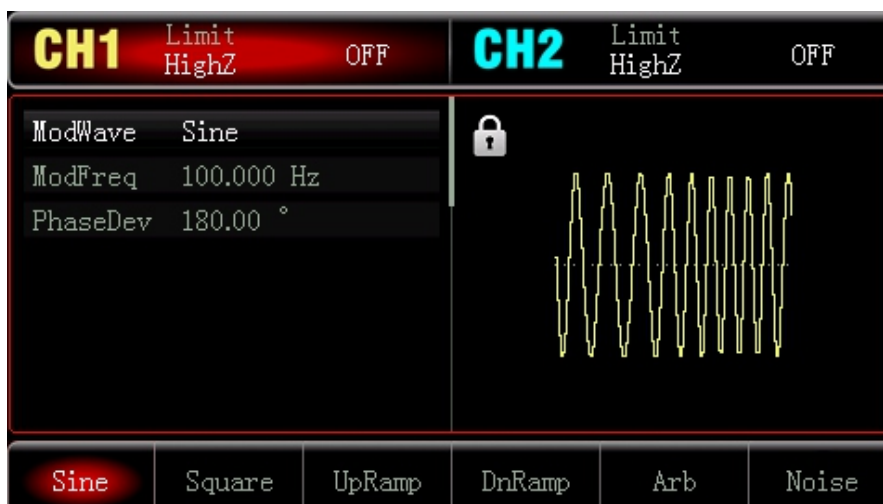 CH1 Limit HighZ OFF
CH2 Limit HighZ OFF
ModWave Sine
ModFreq 100.000 Hz
PhaseDev 180.00 °
Sine Square UpRamp DnRamp Arb Noise